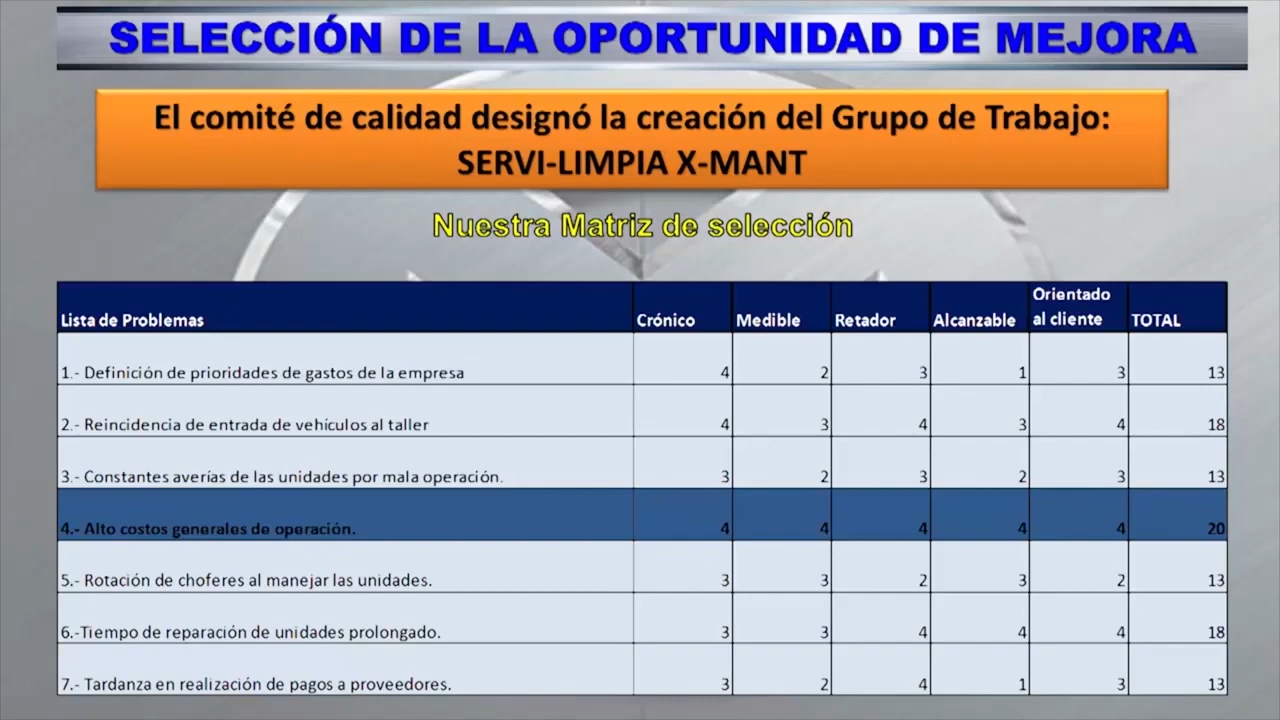 SELECCIÓN DE LA OPORTUNIDAD DE MEJORA
El comité de calidad designó la creación del Grupo de Trabajo:
SERVI-LIMPIA X-MANT
Nuestra Matriz de selección
Lista de Problemas Crónico Medible Retador Alcanzable Orientado al cliente TOTAL
1.- Definición de prioridades de gastos de la empresa 4 2 3 1 3 13
2.- Reincidencia de entrada de vehículos al taller 4 3 4 3 4 18
3.- Constantes averías de las unidades por mala operación. 3 2 3 2 3 13
4.- Alto costos generales de operación. 4 4 4 4 4 20
5.- Rotación de choferes al manejar las unidades. 3 3 2 3 2 13
6.-Tiempo de reparación de unidades prolongado. 3 3 4 4 4 18
7.- Tardanza en realización de pagos a proveedores. 3 2 4 1 3 13